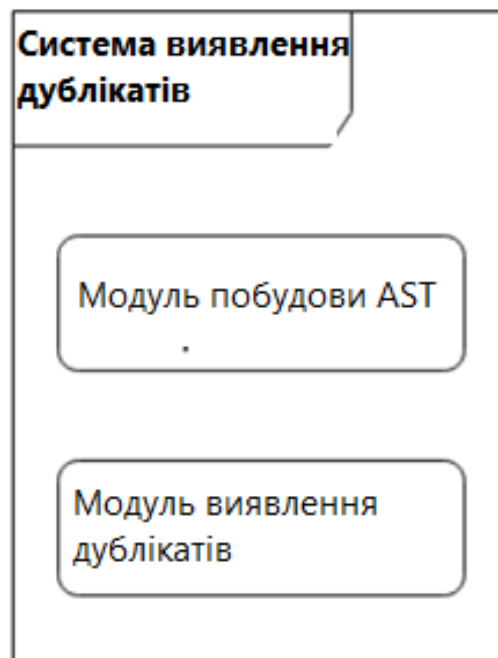 Система виявлення
дублікатів
Модуль побудови AST
Модуль виявлення
дублікатів